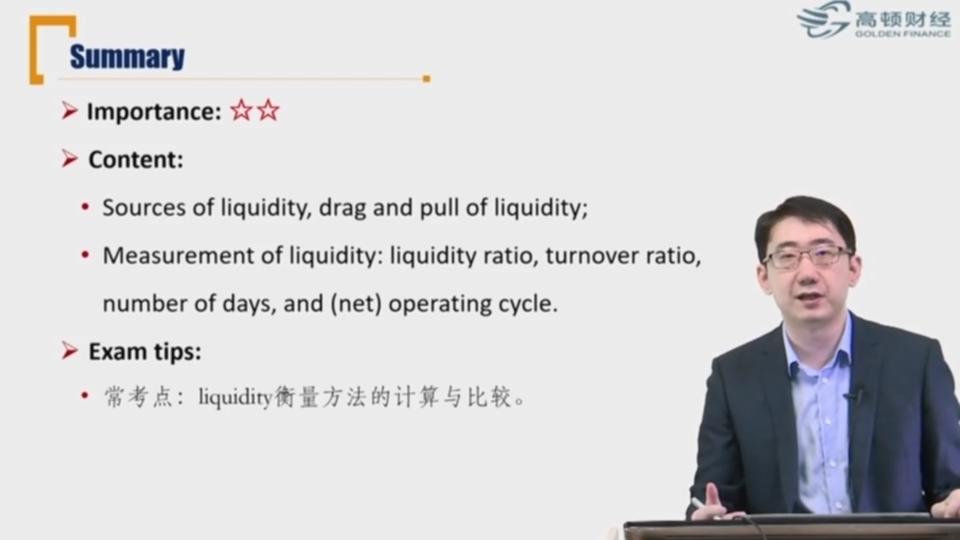 高顿财经
GOLDEN FINANCE
Summary
Importance: ☆☆
Content:
Sources of liquidity, drag and pull of liquidity;
Measurement of liquidity: liquidity ratio, turnover ratio,
number of days, and (net) operating cycle.
Exam tips:
常考点：liquidity衡量方法的计算与比较。